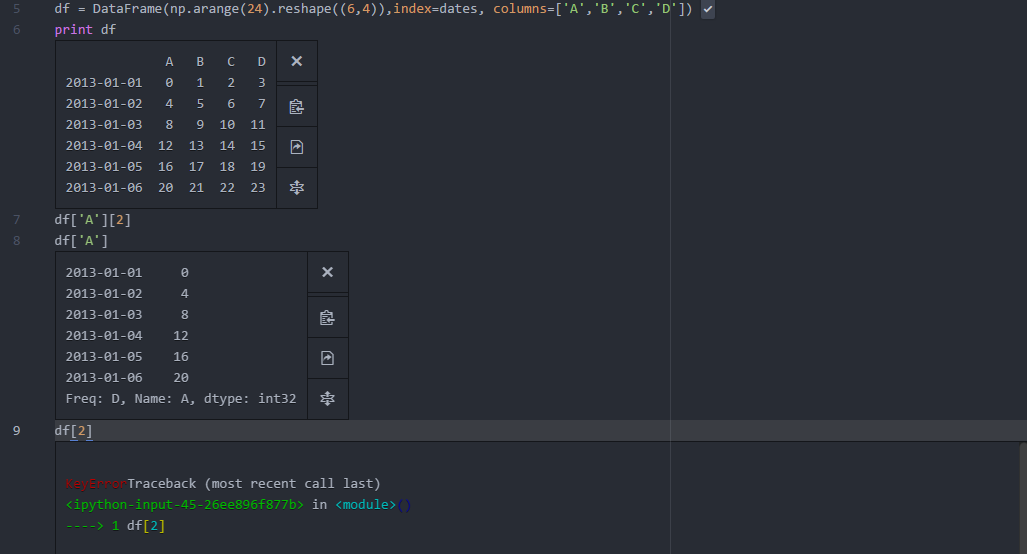 5 df = DataFrame(np.arange(24).reshape((6,4)),index=dates, columns=['A','B','C','D'])
6 print df
A B C D
2013-01-01 0 1 2 3
2013-01-02 4 5 6 7
2013-01-03 8 9 10 11
2013-01-04 12 13 14 15
2013-01-05 16 17 18 19
2013-01-06 20 21 22 23
7 df['A'][2]
8 df['A']
2013-01-01 0
2013-01-02 4
2013-01-03 8
2013-01-04 12
2013-01-05 16
2013-01-06 20
Freq: D, Name: A, dtype: int32
9 df[2]
KeyErrorTraceback (most recent call last)
<ipython-input-45-26ee896f877b> in <module>()
----> 1 df[2]